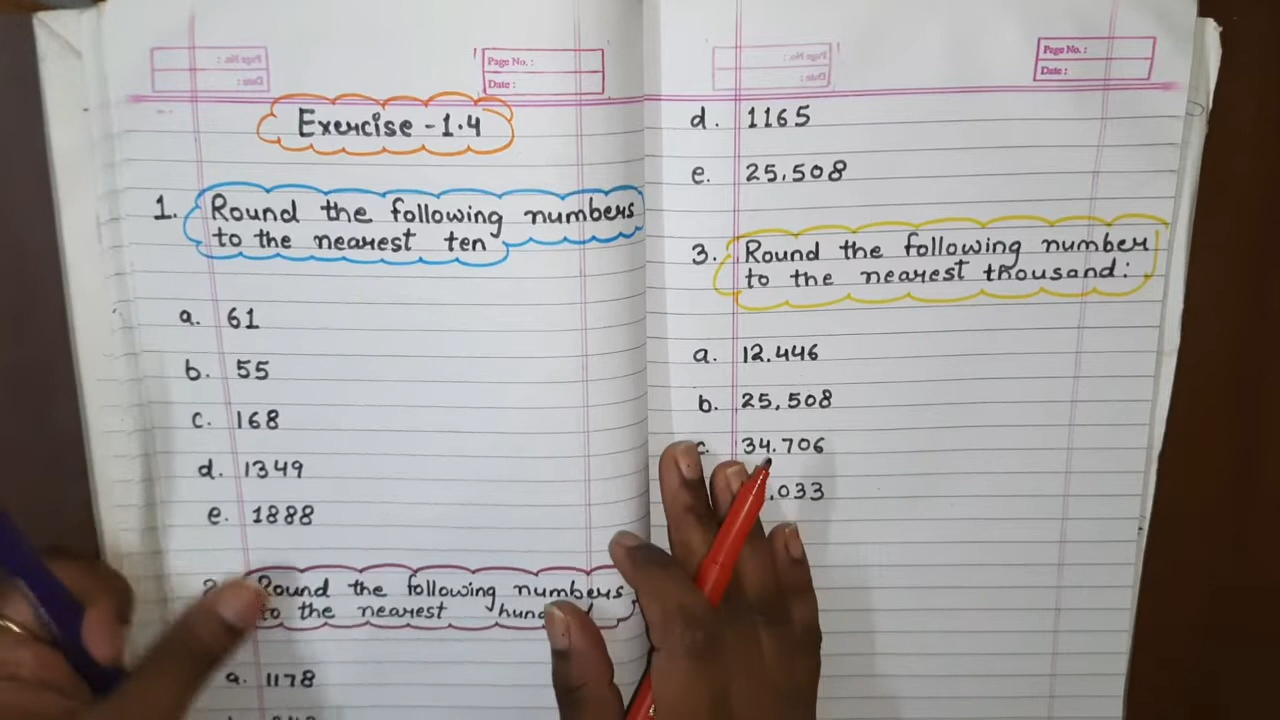 Page No. :
Date :
Exercise - 1.4
1. Round the following numbers
to the nearest ten
a. 61
b. 55
c. 168
d. 1349
e. 1888
Round the following numbers
to the nearest
a. 1178
Page No. :
Date :
d. 1165
e. 25,508
3. Round the following number
to the nearest thousand:
a. 12.446
b. 25,508
c. 34.706
.033